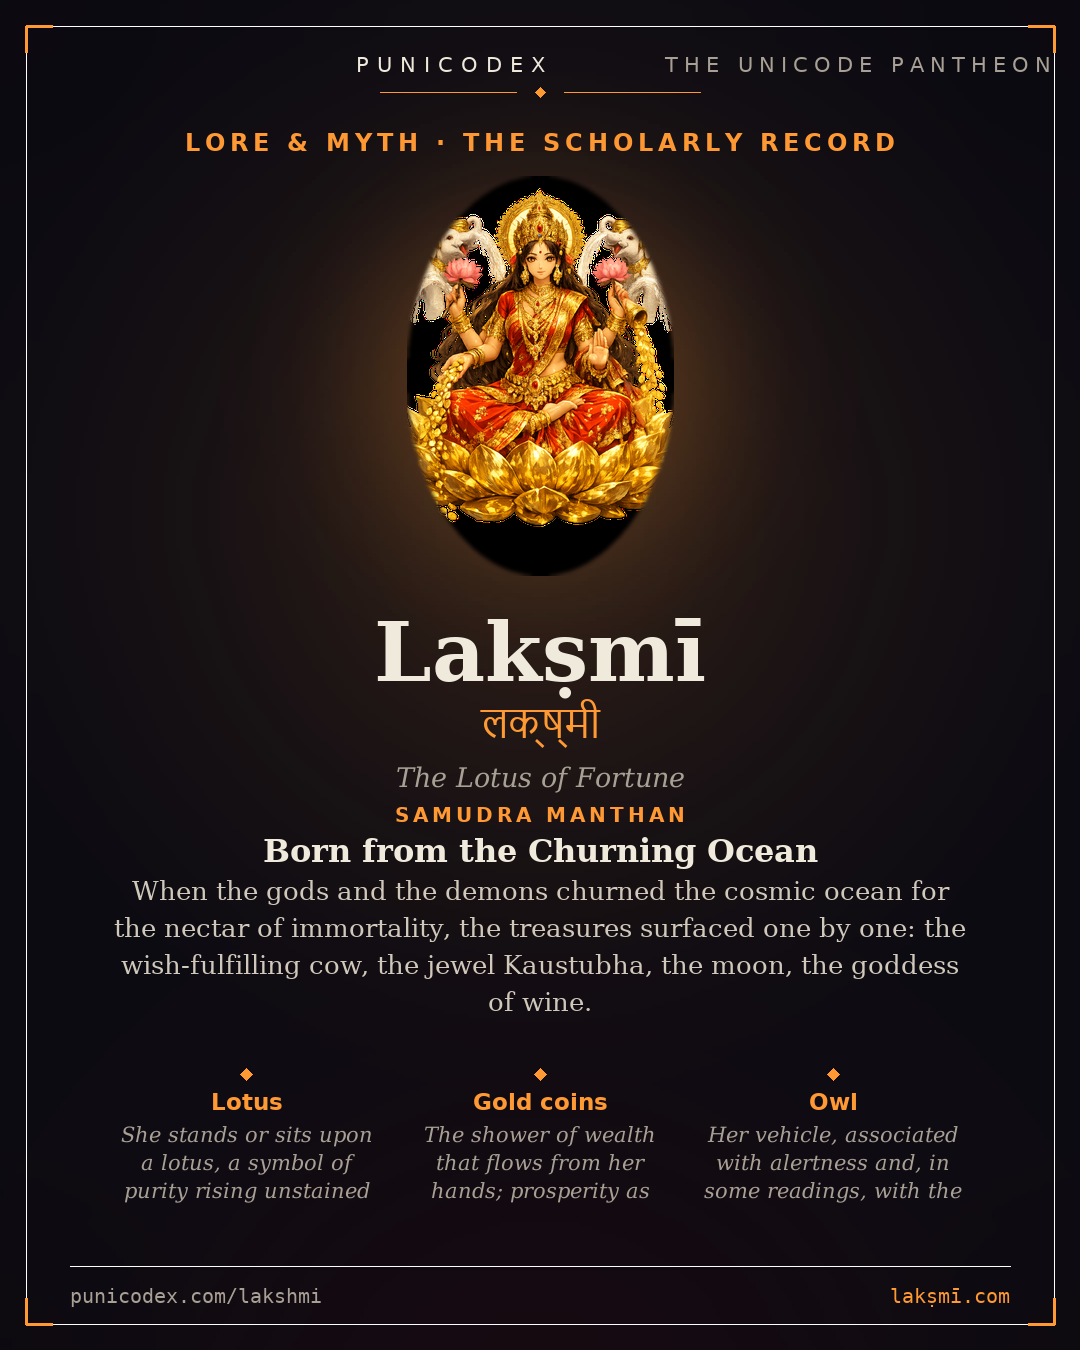 PUNICODEX THE UNICODE PANTHEON
LORE & MYTH · THE SCHOLARLY RECORD
Lakṣmī
लक्ष्मी
The Lotus of Fortune
SAMUDRA MANTHAN
Born from the Churning Ocean
When the gods and the demons churned the cosmic ocean for
the nectar of immortality, the treasures surfaced one by one: the
wish-fulfilling cow, the jewel Kaustubha, the moon, the goddess
of wine.
Lotus
She stands or sits upon
a lotus, a symbol of
purity rising unstained
Gold coins
The shower of wealth
that flows from her
hands; prosperity as
Owl
Her vehicle, associated
with alertness and, in
some readings, with the
punicodex.com/lakshmi
lakṣmī.com